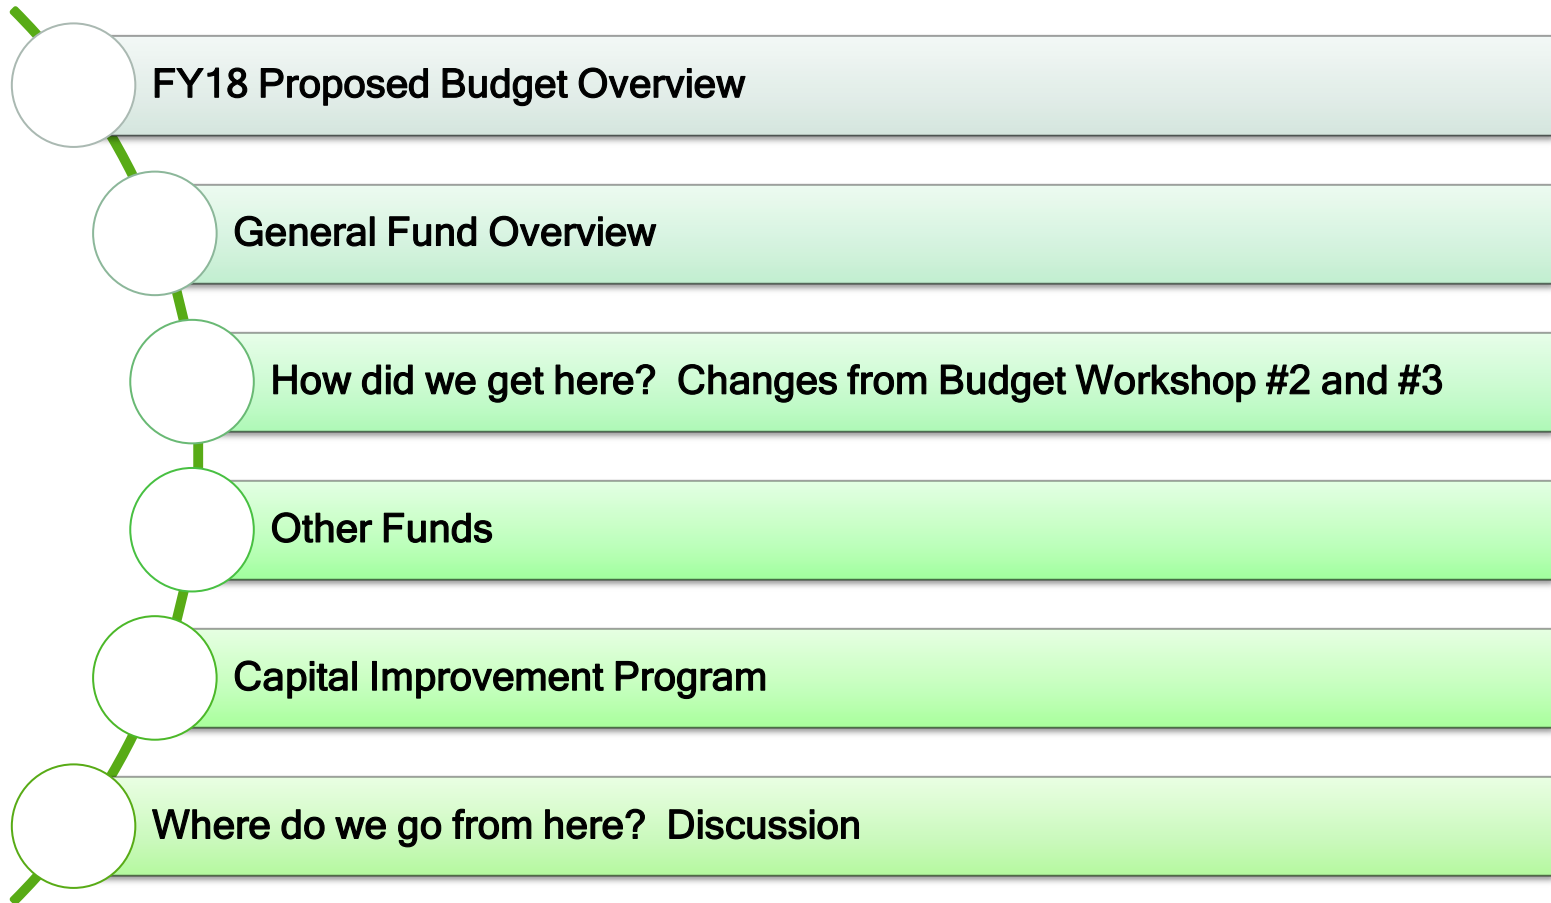 FY18 Proposed Budget Overview
General Fund Overview
How did we get here?  Changes from Budget Workshop #2 and #3
Other Funds
Capital Improvement Program
Where do we go from here?  Discussion